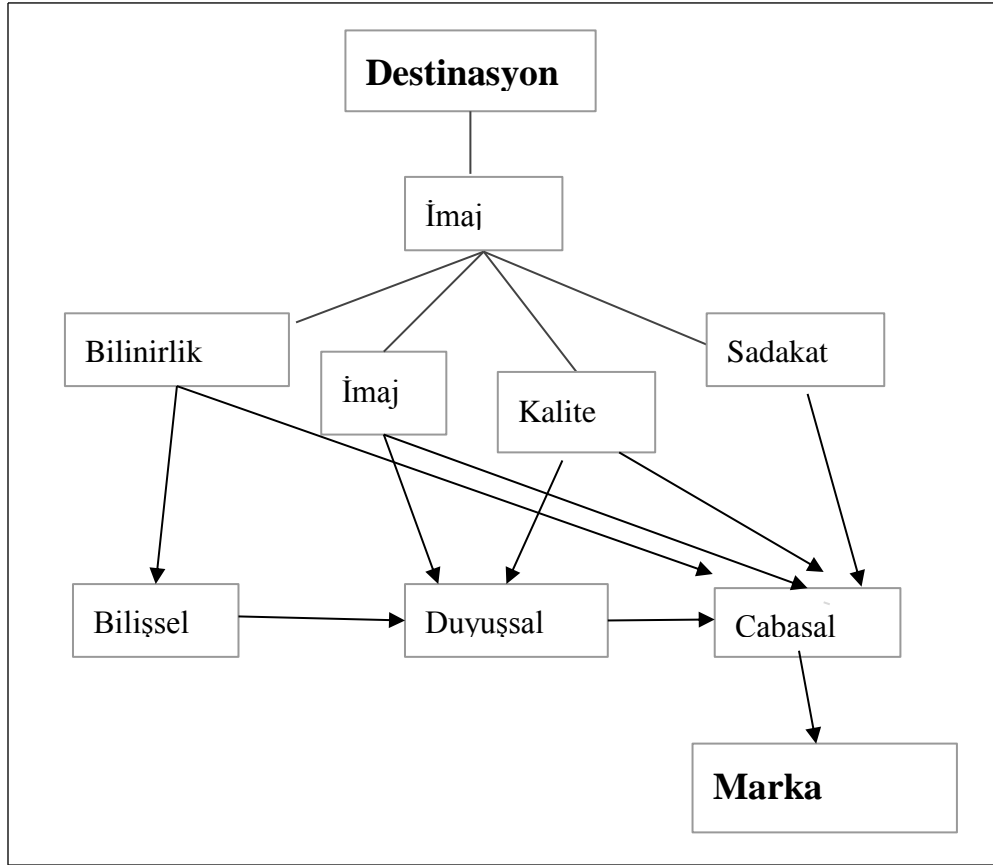 Destinasyon
İmaj
Bilinirlik
İmaj
Kalite
Sadakat
Bilişsel
Duyuşsal
Cabasal
Marka